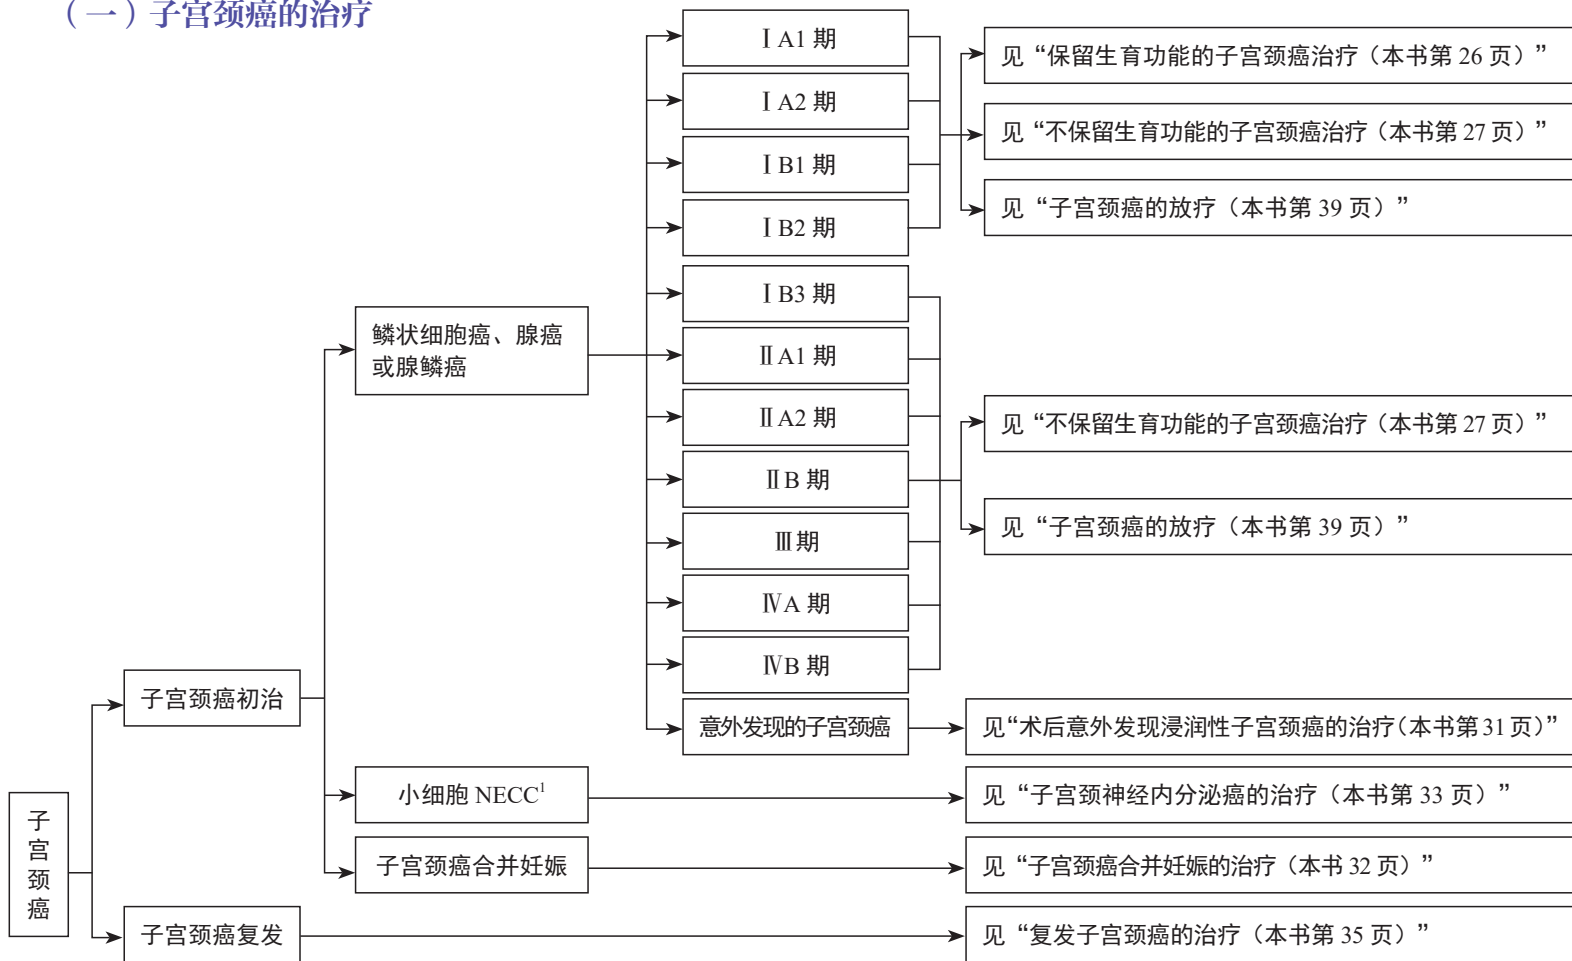 （一）子宫颈癌的治疗
ⅠA1 期
ⅠA2 期
ⅠB1 期
ⅠB2 期
见“保留生育功能的子宫颈癌治疗（本书第 26 页）”
见“不保留生育功能的子宫颈癌治疗（本书第 27 页）”
见“子宫颈癌的放疗（本书第 39 页）”
鳞状细胞癌、腺癌
或腺鳞癌
ⅠB3 期
ⅡA1 期
ⅡA2 期
ⅡB 期
Ⅲ期
ⅣA 期
ⅣB 期
见“不保留生育功能的子宫颈癌治疗（本书第 27 页）”
见“子宫颈癌的放疗（本书第 39 页）”
子宫颈癌初治
意外发现的子宫颈癌
见“术后意外发现浸润性子宫颈癌的治疗（本书第31页）”
小细胞 NECC¹
见“子宫颈神经内分泌癌的治疗（本书第 33 页）”
子宫颈癌
子宫颈癌合并妊娠
见“子宫颈癌合并妊娠的治疗（本书 32 页）”
子宫颈癌复发
见“复发子宫颈癌的治疗（本书第 35 页）”